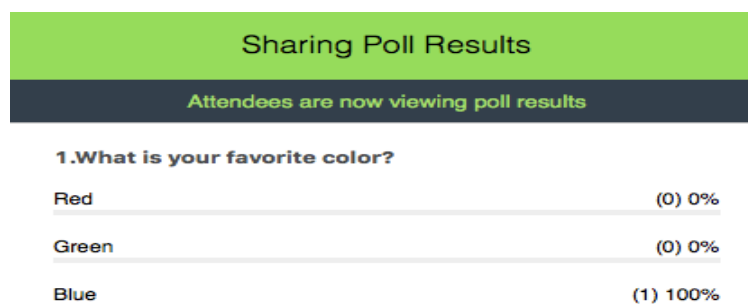 Sharing Poll Results
Attendees are now viewing poll results
1.What is your favorite color?
Red (0) 0%
Green (0) 0%
Blue (1) 100%